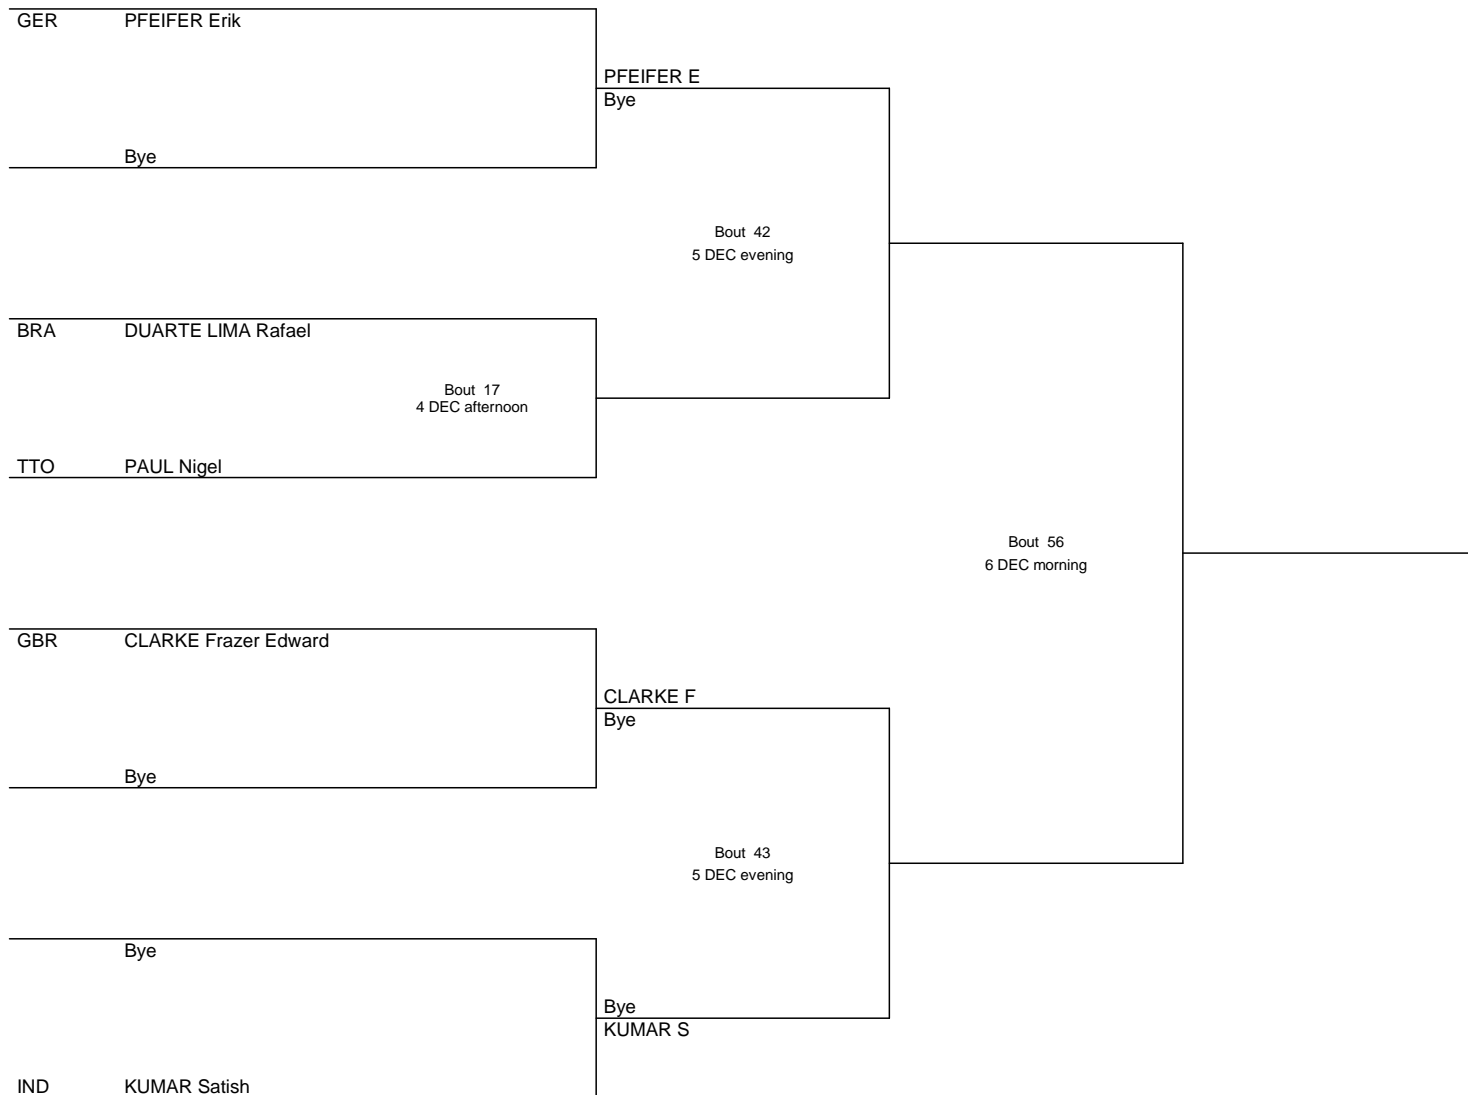 GER PFEIFER Erik
PFEIFER E
Bye
Bye
Bout 42
5 DEC evening
BRA DUARTE LIMA Rafael
Bout 17
4 DEC afternoon
TTO PAUL Nigel
Bout 56
6 DEC morning
GBR CLARKE Frazer Edward
CLARKE F
Bye
Bye
Bout 43
5 DEC evening
Bye
Bye
KUMAR S
IND KUMAR Satish